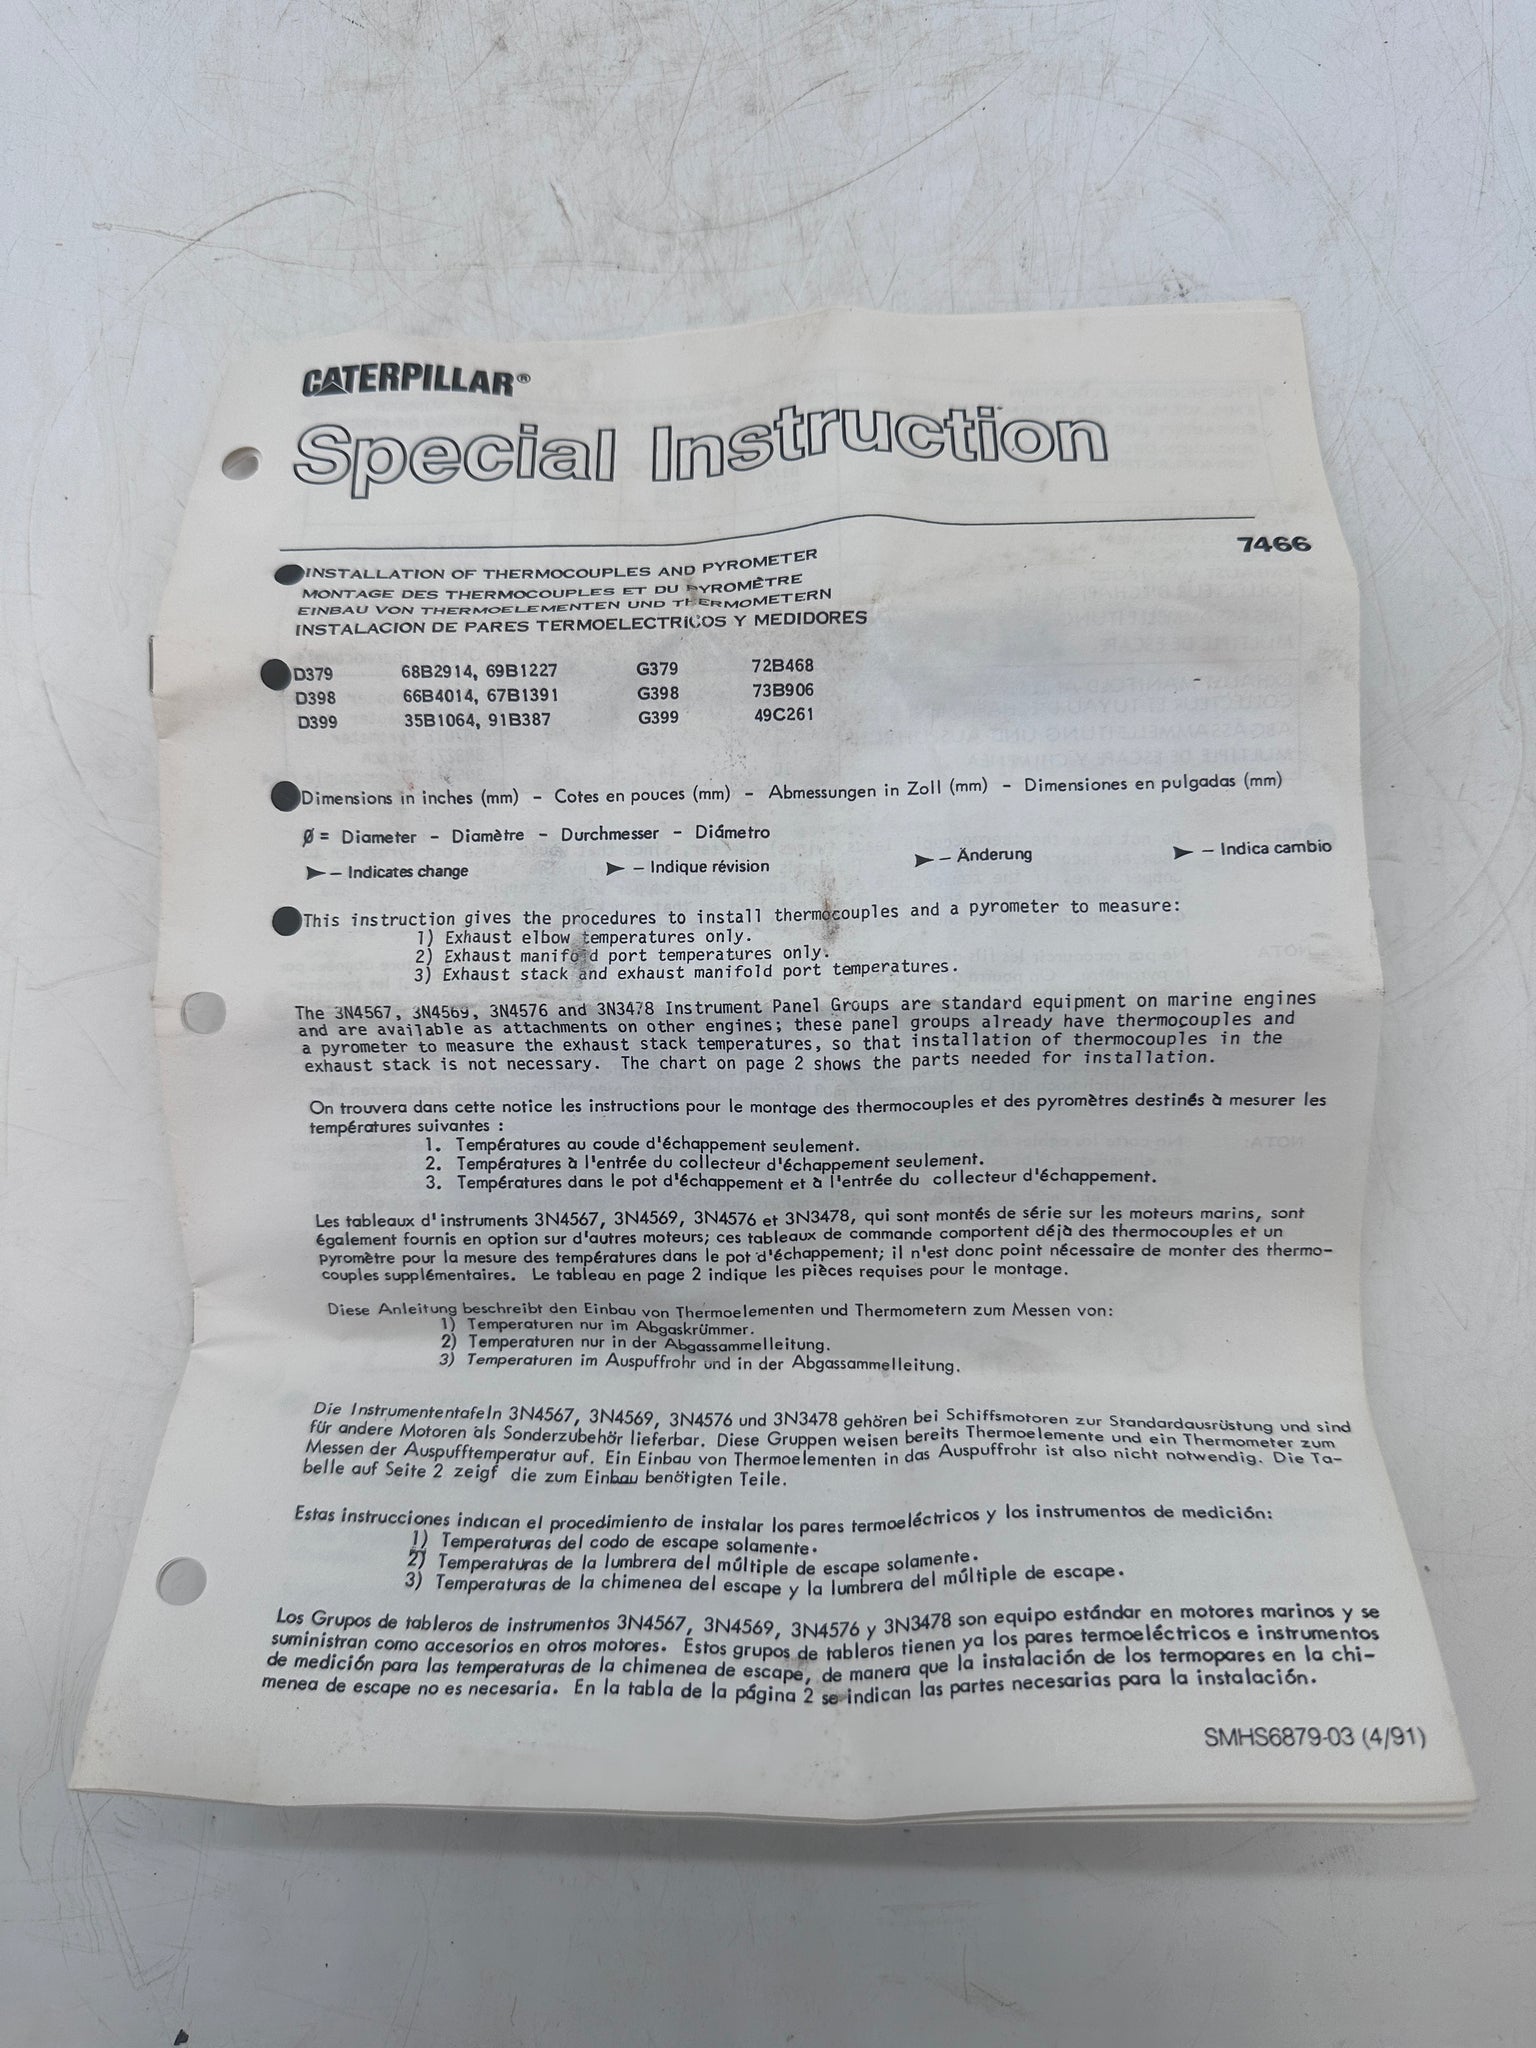 CATERPILLAR®
Special Instruction
7466
INSTALLATION OF THERMOCOUPLES AND PYROMETER
MONTAGE DES THERMOCOUPLES ET DU PYROMÈTRE
EINBAU VON THERMOELEMENTEN UND THERMOMETERN
INSTALACION DE PARES TERMOELECTRICOS Y MEDIDORES
D379 68B2914, 69B1227 G379 72B468
D398 66B4014, 67B1391 G398 73B906
D399 35B1064, 91B387 G399 49C261
Dimensions in inches (mm) - Cotes en pouces (mm) - Abmessungen in Zoll (mm) - Dimensiones en pulgadas (mm)
Ø = Diameter - Diamètre - Durchmesser - Diámetro
➤ - Indicates change ➤ - Indique révision ➤ - Änderung ➤ - Indica cambio
This instruction gives the procedures to install thermocouples and a pyrometer to measure:
1) Exhaust elbow temperatures only.
2) Exhaust manifold port temperatures only.
3) Exhaust stack and exhaust manifold port temperatures.
The 3N4567, 3N4569, 3N4576 and 3N3478 Instrument Panel Groups are standard equipment on marine engines
and are available as attachments on other engines; these panel groups already have thermocouples and
a pyrometer to measure the exhaust stack temperatures, so that installation of thermocouples in the
exhaust stack is not necessary. The chart on page 2 shows the parts needed for installation.
On trouvera dans cette notice les instructions pour le montage des thermocouples et des pyromètres destinés à mesurer les
températures suivantes :
1. Températures au coude d'échappement seulement.
2. Températures à l'entrée du collecteur d'échappement seulement.
3. Températures dans le pot d'échappement et à l'entrée du collecteur d'échappement.
Les tableaux d'instruments 3N4567, 3N4569, 3N4576 et 3N3478, qui sont montés de série sur les moteurs marins, sont
également fournis en option sur d'autres moteurs; ces tableaux de commande comportent déjà des thermocouples et un
pyromètre pour la mesure des températures dans le pot d'échappement; il n'est donc point nécessaire de monter des thermo-
couples supplémentaires. Le tableau en page 2 indique les pièces requises pour le montage.
Diese Anleitung beschreibt den Einbau von Thermoelementen und Thermometern zum Messen von:
1) Temperaturen nur im Abgaskrümmer.
2) Temperaturen nur in der Abgassammelleitung.
3) Temperaturen im Auspuffrohr und in der Abgassammelleitung.
Die Instrumententafeln 3N4567, 3N4569, 3N4576 und 3N3478 gehören bei Schiffsmotoren zur Standardausrüstung und sind
für andere Motoren als Sonderzubehör lieferbar. Diese Gruppen weisen bereits Thermoelemente und ein Thermometer zum
Messen der Auspufftemperatur auf. Ein Einbau von Thermoelementen in das Auspuffrohr ist also nicht notwendig. Die Ta-
belle auf Seite 2 zeigt die zum Einbau benötigten Teile.
Estas instrucciones indican el procedimiento de instalar los pares termoeléctricos y los instrumentos de medición:
1) Temperaturas del codo de escape solamente.
2) Temperaturas de la lumbrera del múltiple de escape solamente.
3) Temperaturas de la chimenea del escape y la lumbrera del múltiple de escape.
Los Grupos de tableros de instrumentos 3N4567, 3N4569, 3N4576 y 3N3478 son equipo estándar en motores marinos y se
suministran como accesorios en otros motores. Estos grupos de tableros tienen ya los pares termoeléctricos e instrumentos
de medición para las temperaturas de la chimenea de escape, de manera que la instalación de los termopares en la chi-
menea de escape no es necesaria. En la tabla de la página 2 se indican las partes necesarias para la instalación.
SMHS6879-03 (4/91)